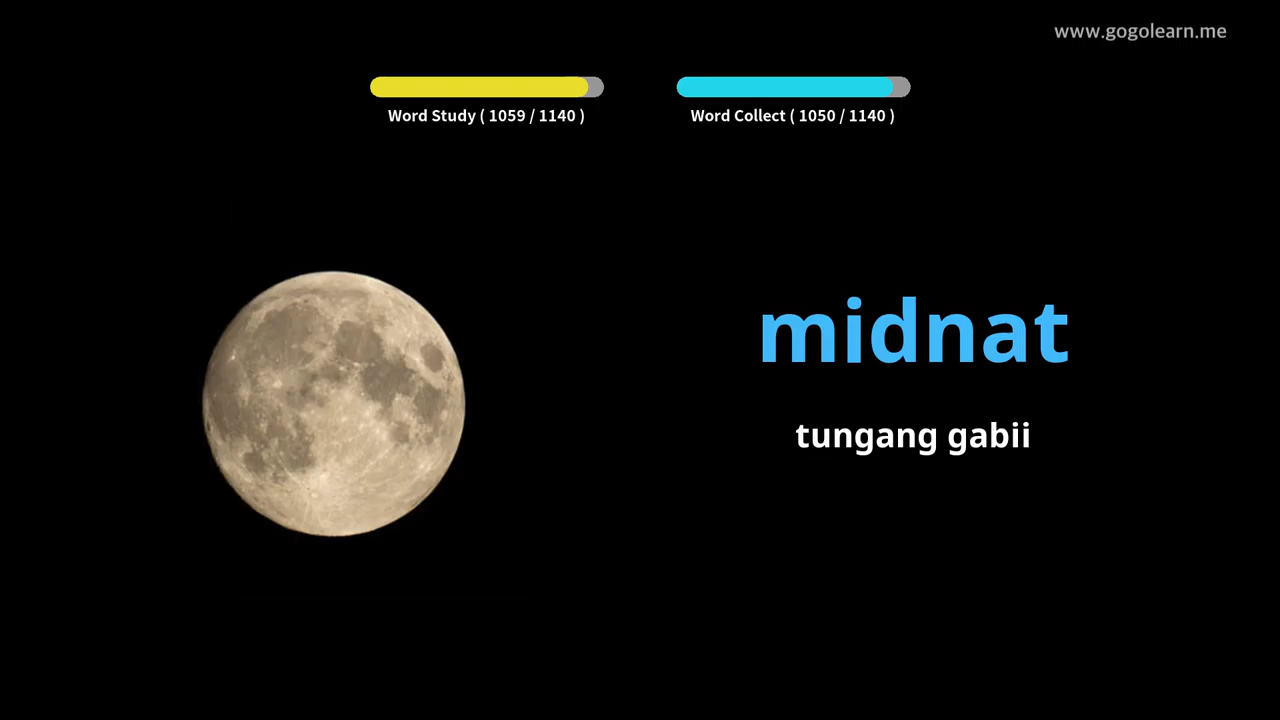 www.gogolearn.me
Word Study ( 1059 / 1140 )
Word Collect ( 1050 / 1140 )
midnat
tungang gabii